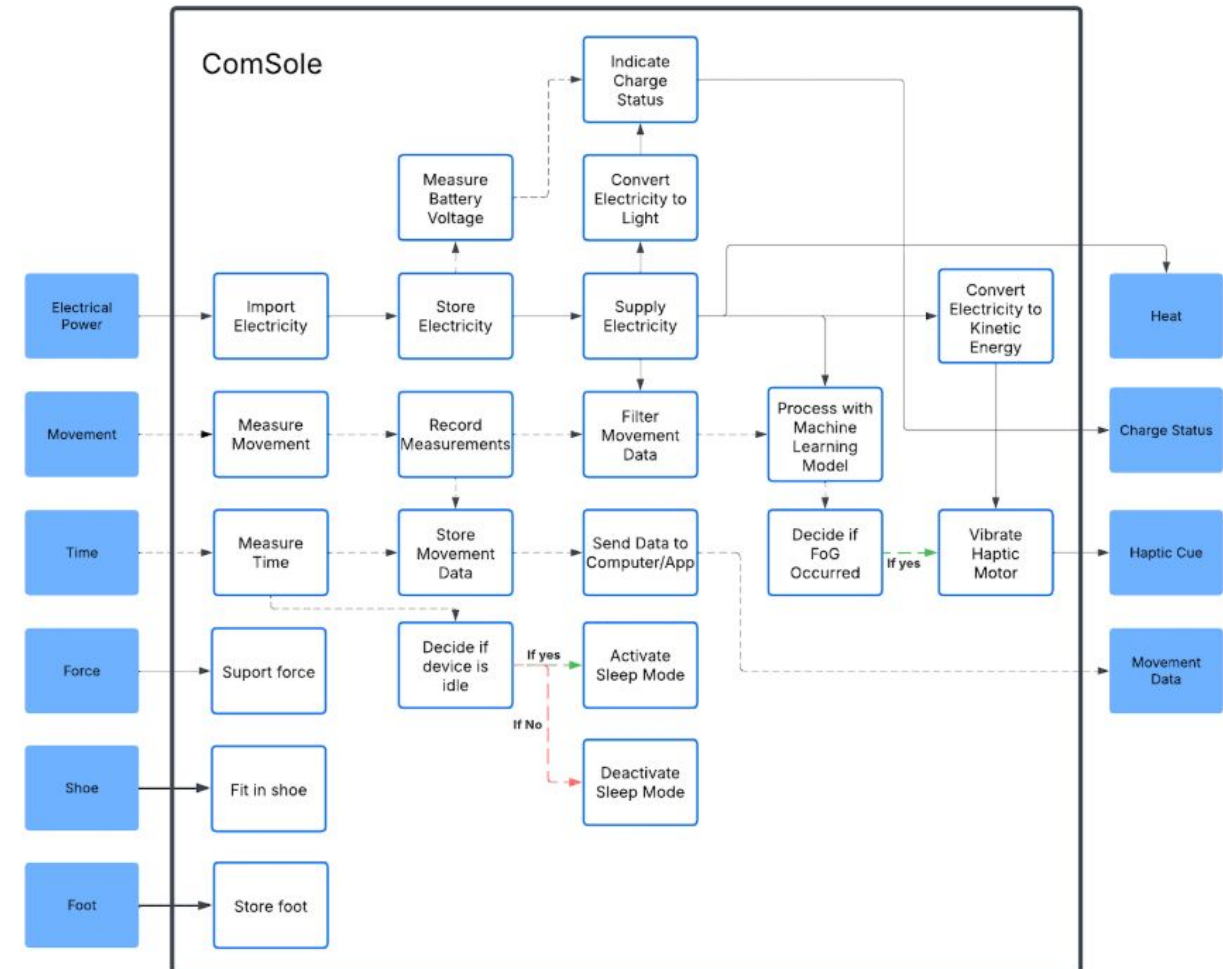 ComSole
Indicate
Charge
Status
Measure
Battery
Voltage
Convert
Electricity to
Light
Electrical
Power
Import
Electricity
Store
Electricity
Supply
Electricity
Convert
Electricity to
Kinetic
Energy
Heat
Movement
Measure
Movement
Record
Measurements
Filter
Movement
Data
Process with
Machine
Learning
Model
Charge Status
Time
Measure
Time
Store
Movement
Data
Send Data to
Computer/App
Decide if
FoG
Occurred
If yes
Vibrate
Haptic
Motor
Haptic Cue
Force
Suport force
Decide if
device is
idle
If yes
If No
Activate
Sleep Mode
Movement
Data
Shoe
Fit in shoe
Deactivate
Sleep Mode
Foot
Store foot